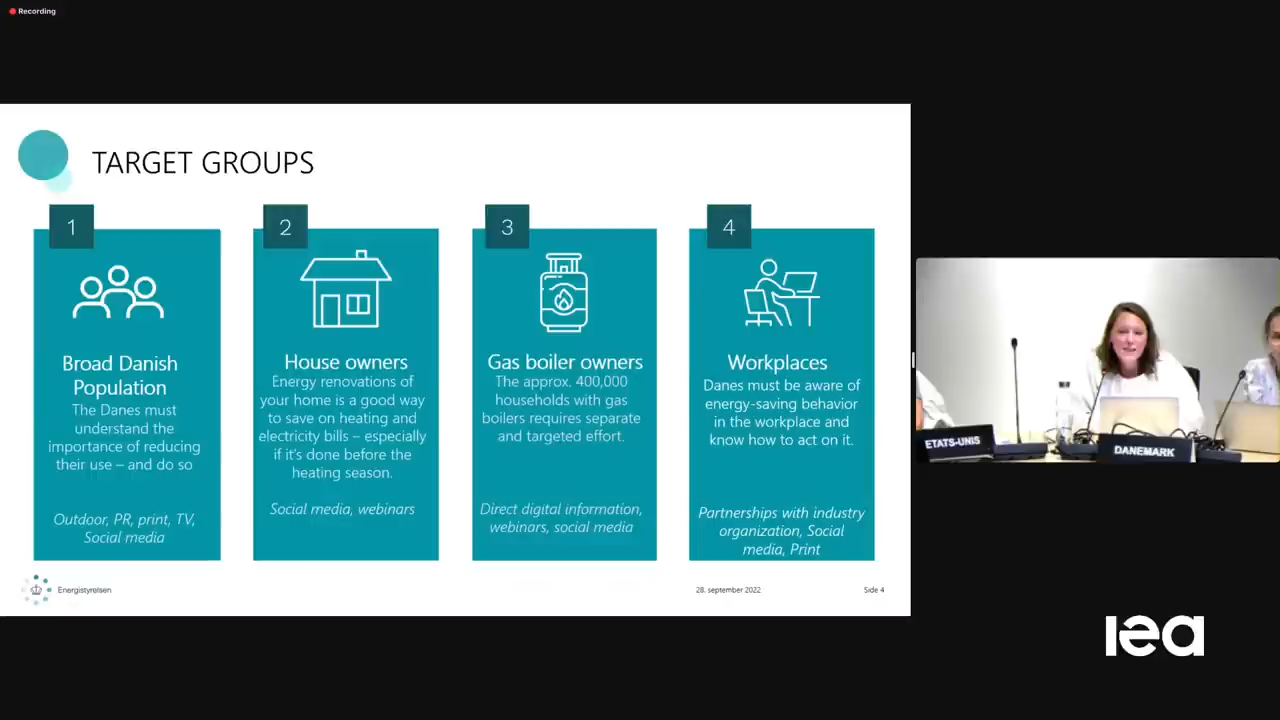 Recording
TARGET GROUPS
1
Broad Danish
Population
The Danes must
understand the
importance of reducing
their use – and do so
Outdoor, PR, print, TV,
Social media
2
House owners
Energy renovations of
your home is a good way
to save on heating and
electricity bills – especially
if it's done before the
heating season.
Social media, webinars
3
Gas boiler owners
The approx. 400,000
households with gas
boilers requires separate
and targeted effort.
Direct digital information,
webinars, social media
4
Workplaces
Danes must be aware of
energy-saving behavior
in the workplace and
know how to act on it.
Partnerships with industry
organization, Social
media, Print
Energistyrelsen
28. september 2022
Side 4
ETATS-UNIS
DANEMARK
iea